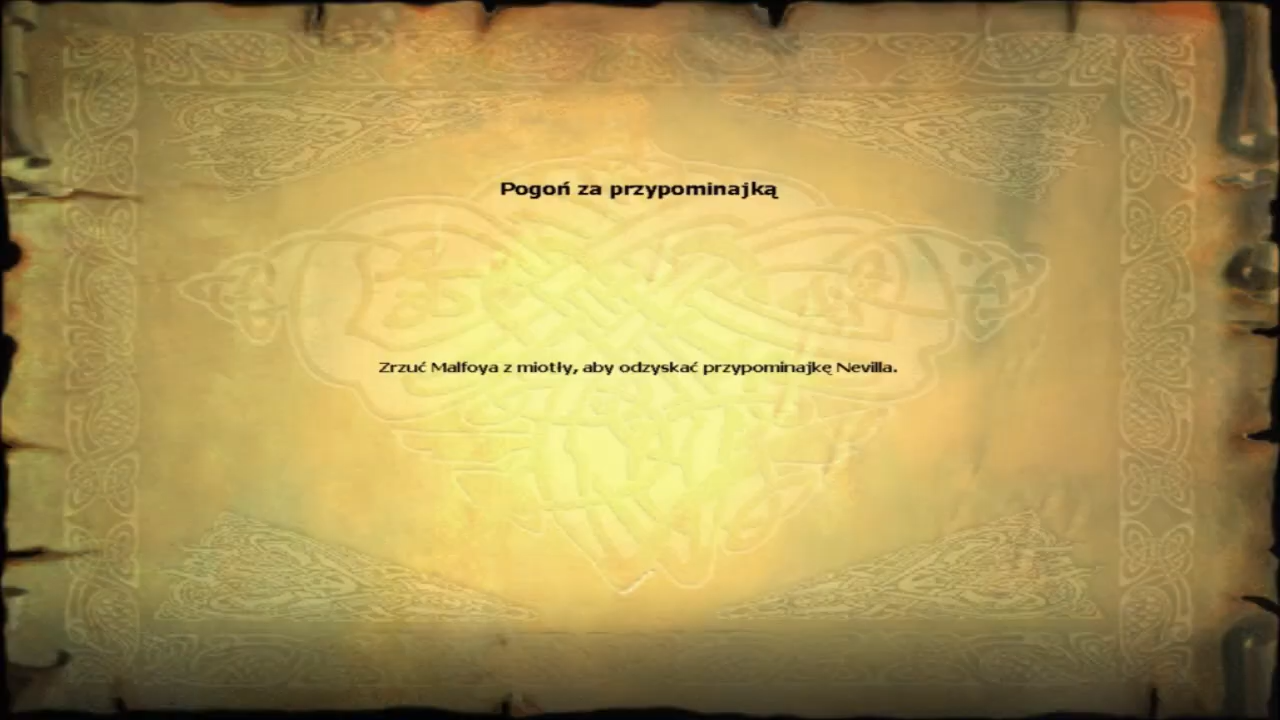 Pogoń za przypominajką
Zrzuć Malfoya z miotły, aby odzyskać przypominajkę Nevilla.